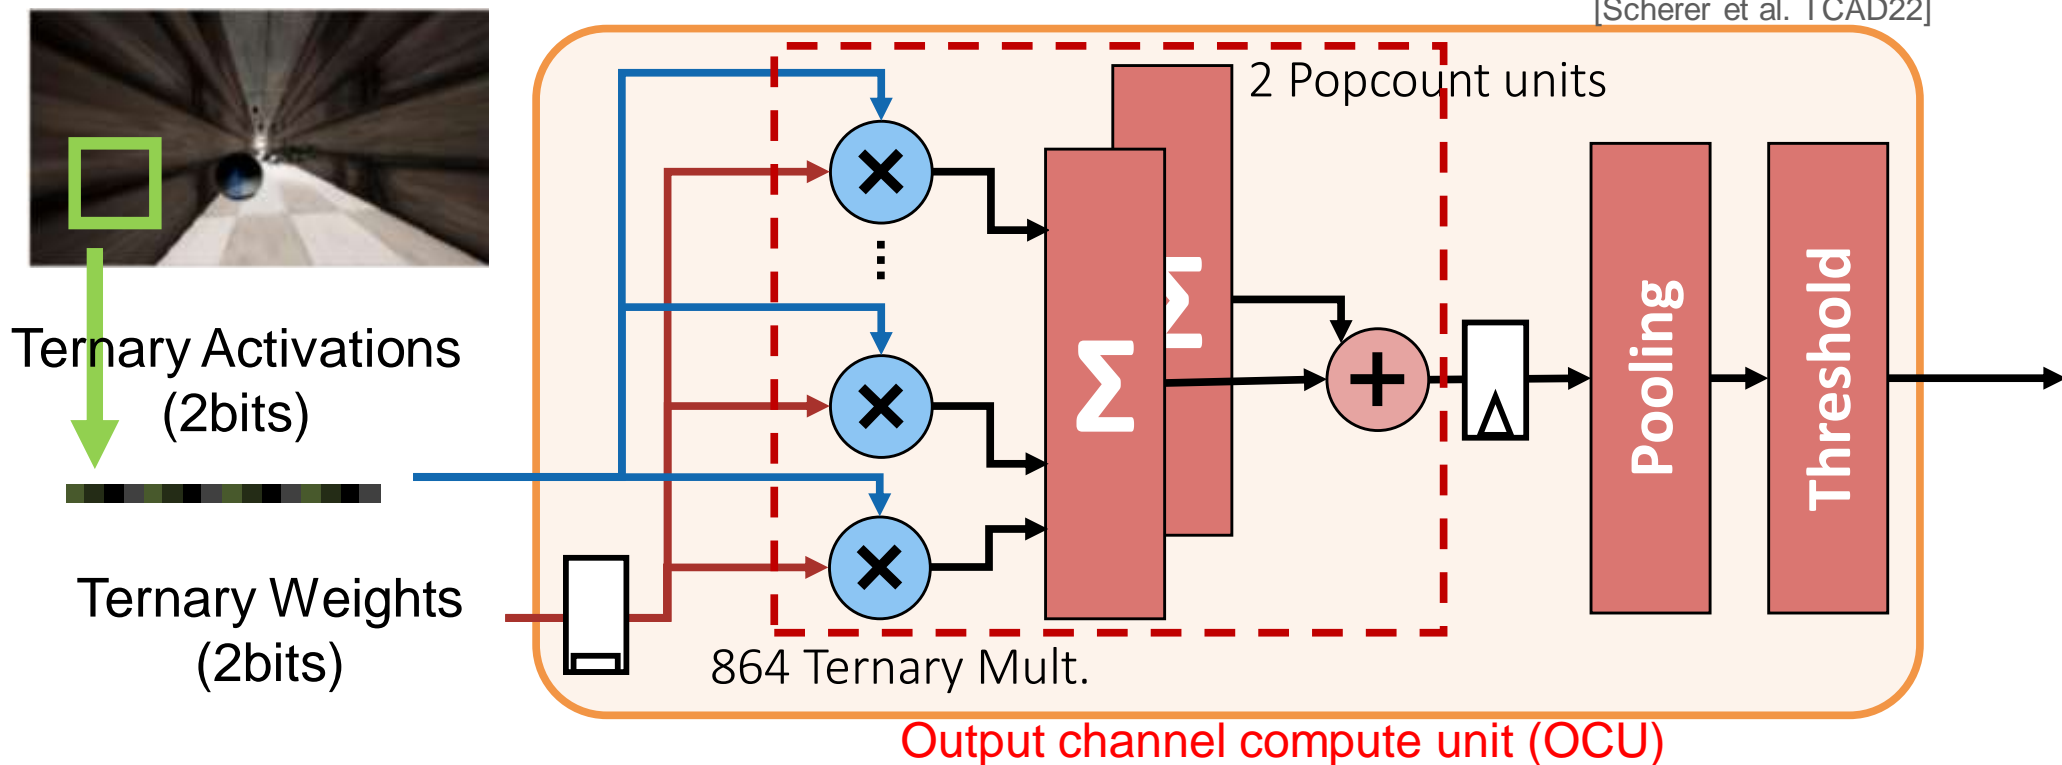 [Scherer et al. TCAD22]
2 Popcount units
Σ
Σ
Pooling
Threshold
Ternary Activations
(2bits)
Ternary Weights
(2bits)
864 Ternary Mult.
Output channel compute unit (OCU)